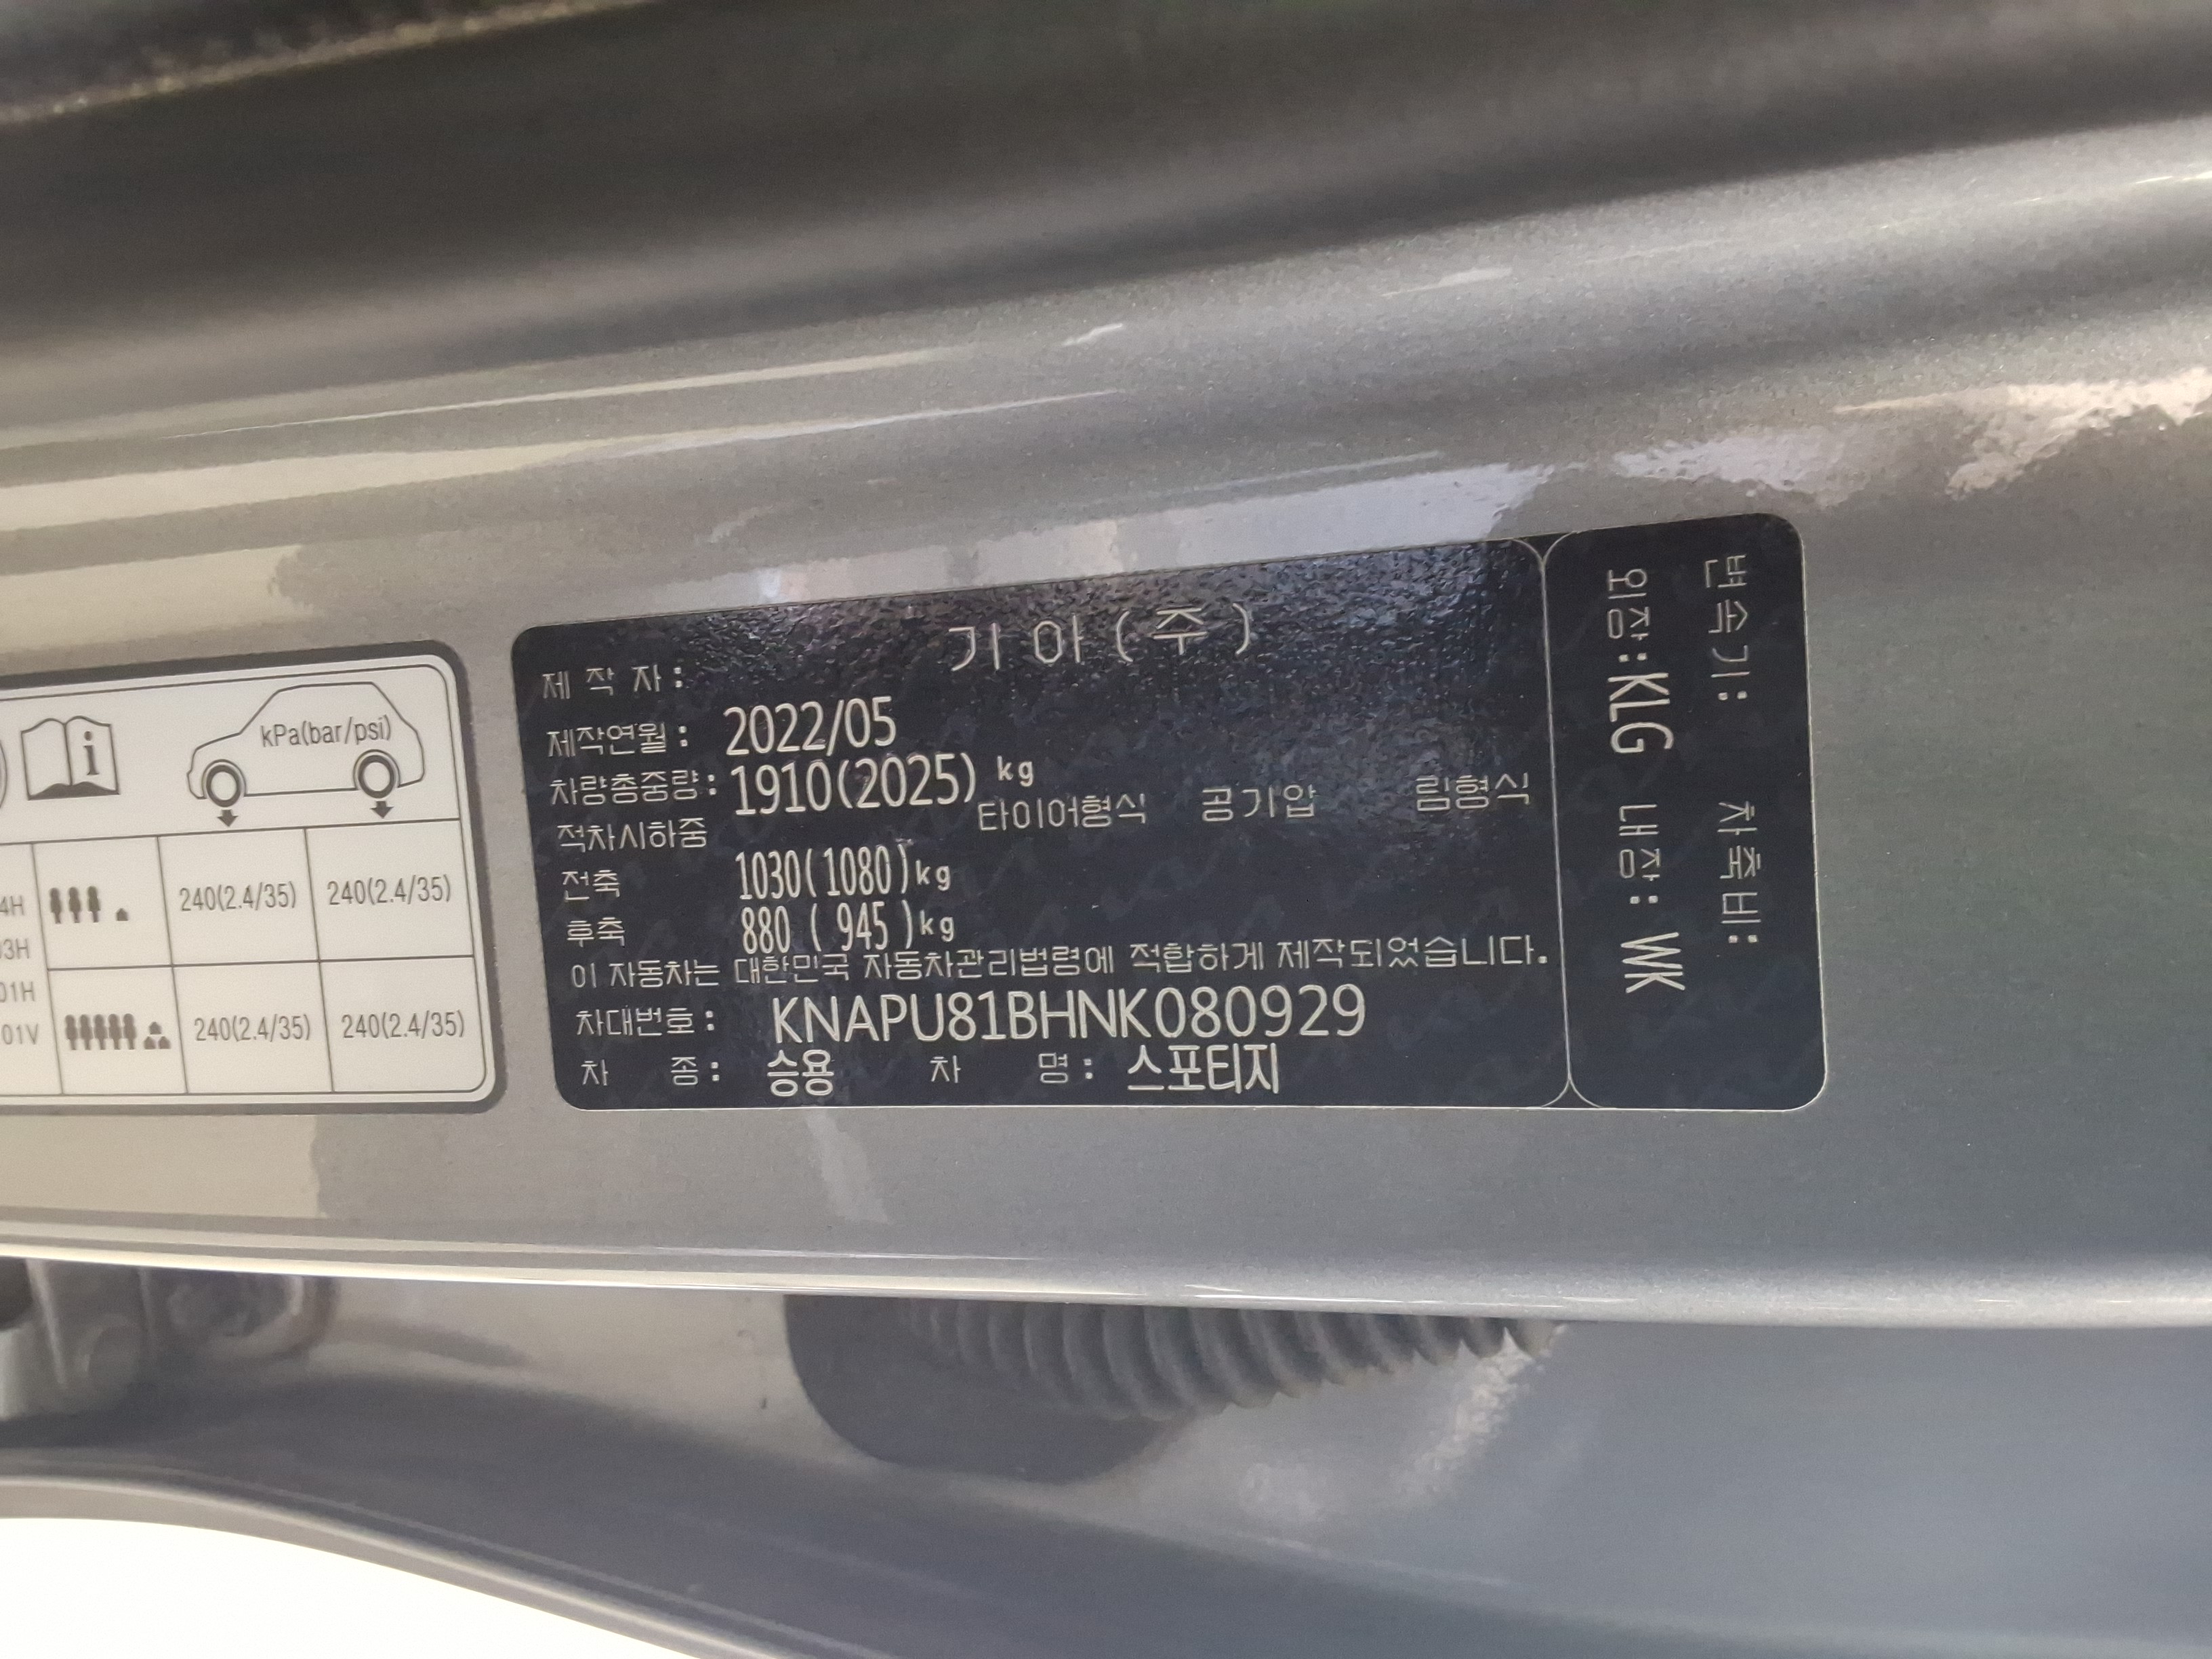 kPa(bar/psi)
4H
03H
01H
01V
240(2.4/35) 240(2.4/35)
240(2.4/35) 240(2.4/35)
제 작 자 : 기 아 ( 주 )
제작연월 : 2022/05
차량총중량 : 1910(2025) kg
적차시하중 타이어형식 공기압 림형식
전축 1030(1080)kg
후축 880 ( 945 )kg
이 자동차는 대한민국 자동차관리법령에 적합하게 제작되었습니다.
차대번호 : KNAPU81BHNK080929
차 종 : 승용 차 명 : 스포티지
변속기 : 차축비 :
외장 : KLG 내장 : WK